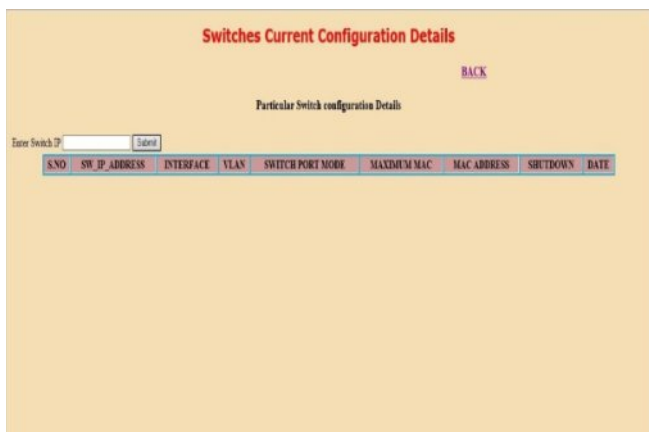 Switches Current Configuration Details
BACK
Particular Switch configuration Details
Enter Switch IP Submit
S.NO SW_IP_ADDRESS INTERFACE VLAN SWITCH PORT MODE MAXIMUM MAC MAC ADDRESS SHUTDOWN DATE